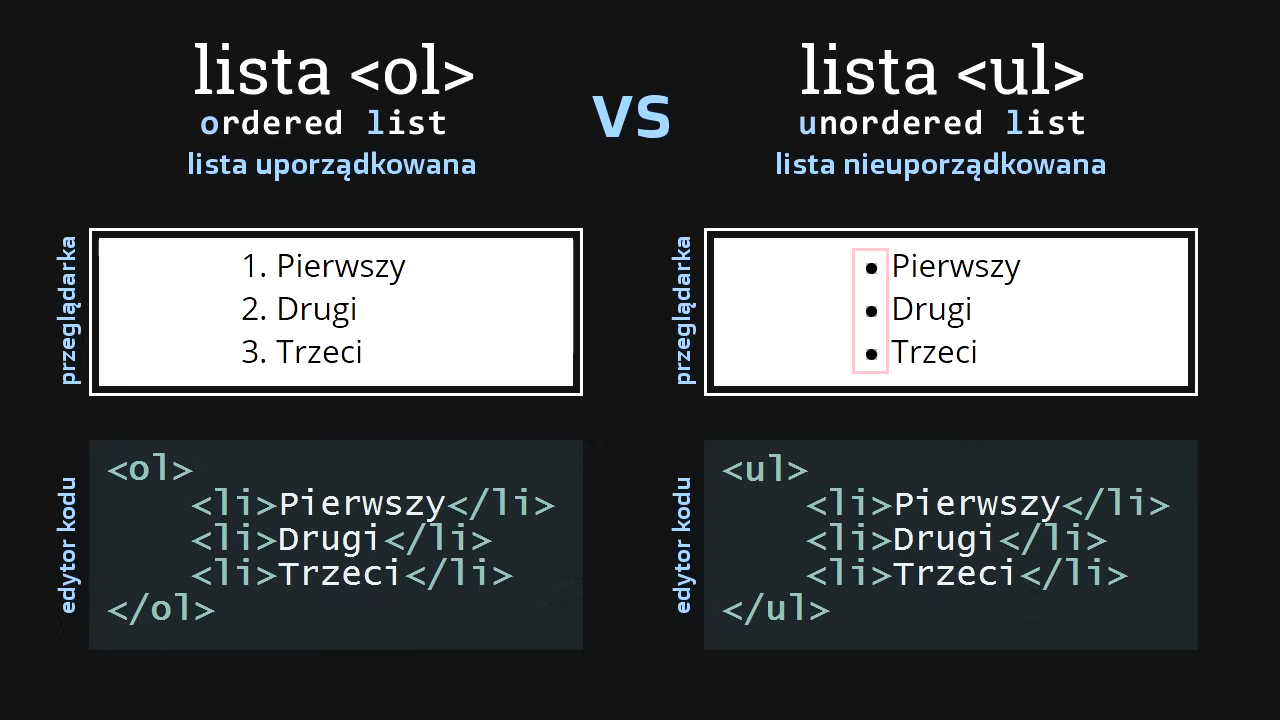 lista <ol>
ordered list
lista uporządkowana
VS
lista <ul>
unordered list
lista nieuporządkowana
przeglądarka
1. Pierwszy
2. Drugi
3. Trzeci
przeglądarka
• Pierwszy
• Drugi
• Trzeci
edytor kodu
<ol>
<li>Pierwszy</li>
<li>Drugi</li>
<li>Trzeci</li>
</ol>
edytor kodu
<ul>
<li>Pierwszy</li>
<li>Drugi</li>
<li>Trzeci</li>
</ul>